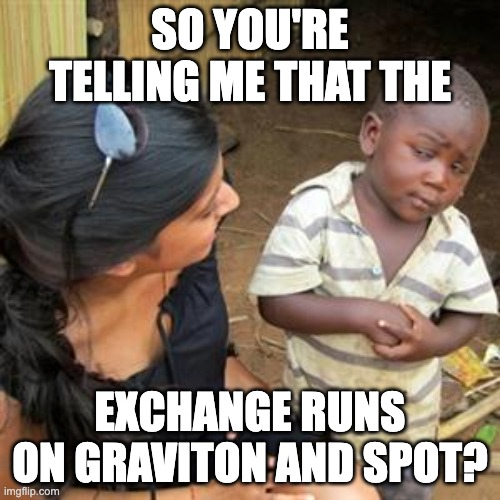 SO YOU'RE
TELLING ME THAT THE
EXCHANGE RUNS
ON GRAVITON AND SPOT?
imgflip.com